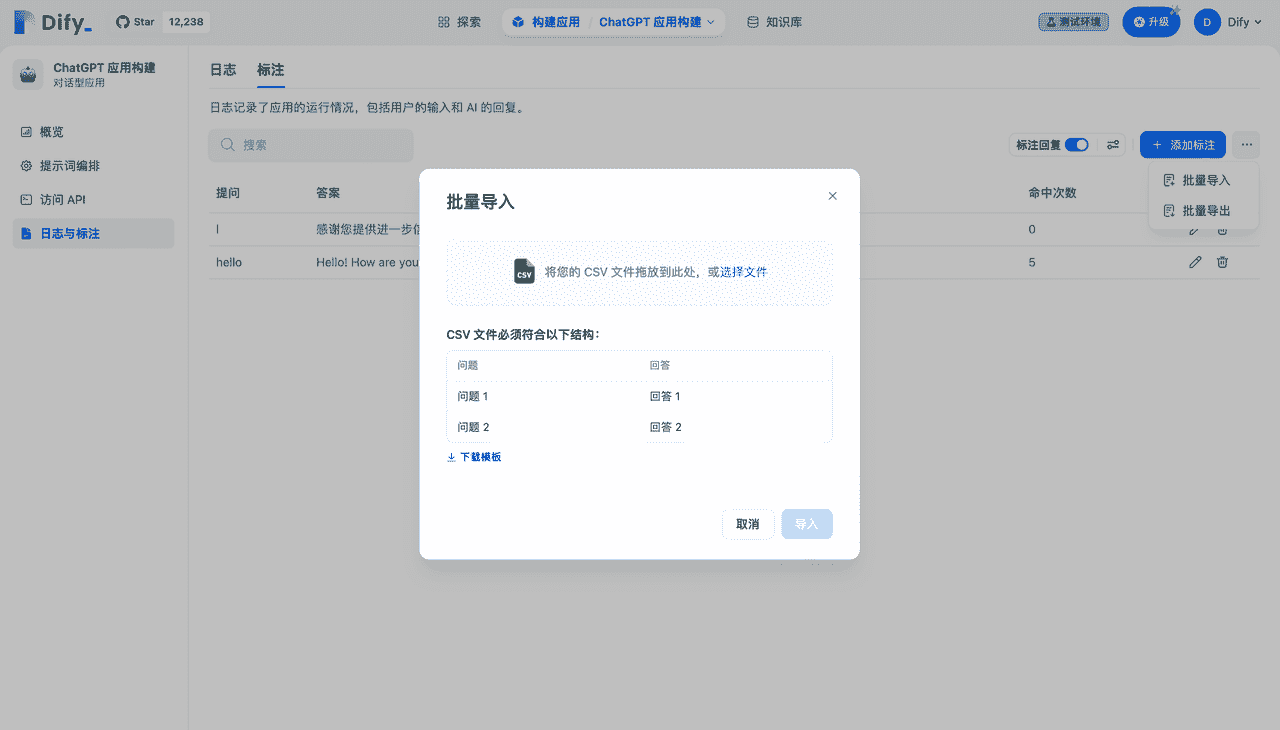 Dify_
Star 12,238
探索
构建应用 / ChatGPT 应用构建
知识库
测试环境
升级
D Dify
ChatGPT 应用构建
对话型应用
概览
提示词编排
访问 API
日志与标注
日志 标注
日志记录了应用的运行情况，包括用户的输入和 AI 的回复。
搜索
标注回复
+ 添加标注
批量导入
批量导出
提问 答案 命中次数
I 感谢您提供进一步 0
hello Hello! How are you 5
批量导入
CSV
将您的 CSV 文件拖放到此处，或选择文件
CSV 文件必须符合以下结构：
问题 回答
问题 1 回答 1
问题 2 回答 2
下载模板
取消 导入